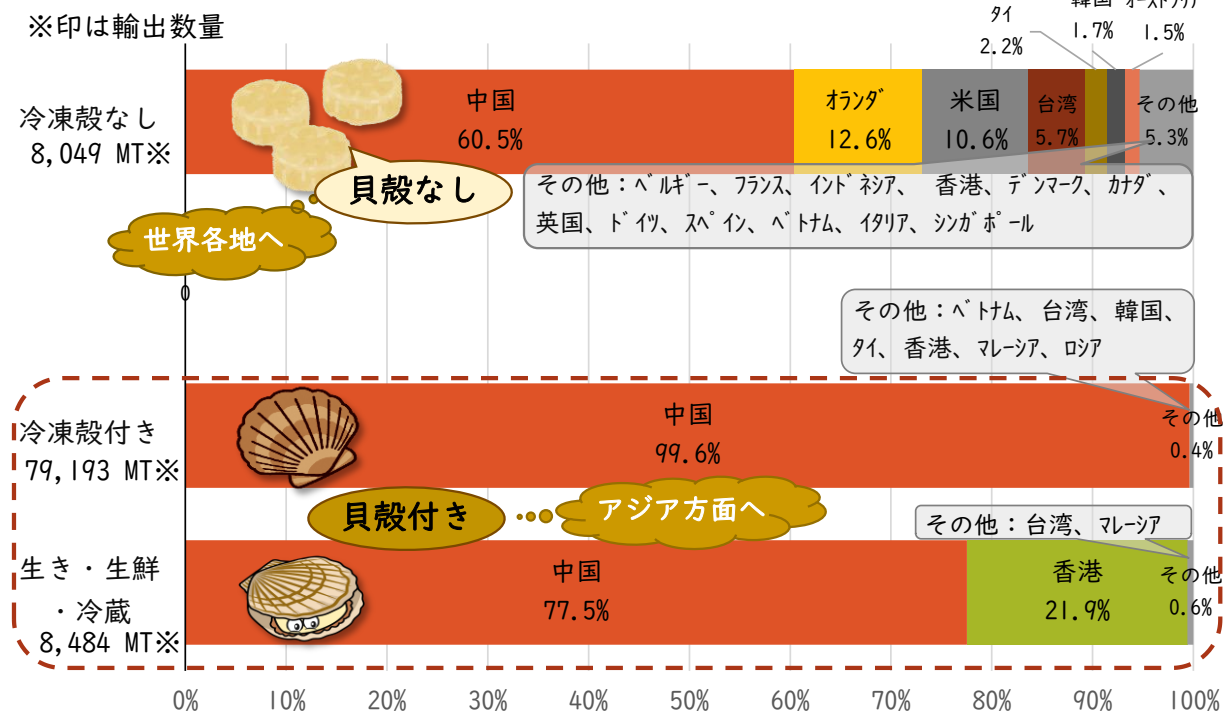 ※印は輸出数量
タイ
2.2%
韓国
1.7%
オーストラリア
1.5%
冷凍殻なし
8,049 MT※
中国
60.5%
オランダ
12.6%
米国
10.6%
台湾
5.7%
その他
5.3%
貝殻なし
世界各地へ
その他：ベルギー、フランス、インドネシア、 香港、デンマーク、カナダ、
英国、ドイツ、スペイン、ベトナム、イタリア、シンガポール
0
その他：ベトナム、台湾、韓国、
タイ、香港、マレーシア、ロシア
冷凍殻付き
79,193 MT※
中国
99.6%
その他
0.4%
貝殻付き
アジア方面へ
その他：台湾、マレーシア
生き・生鮮
・冷蔵
8,484 MT※
中国
77.5%
香港
21.9%
その他
0.6%
0% 10% 20% 30% 40% 50% 60% 70% 80% 90% 100%